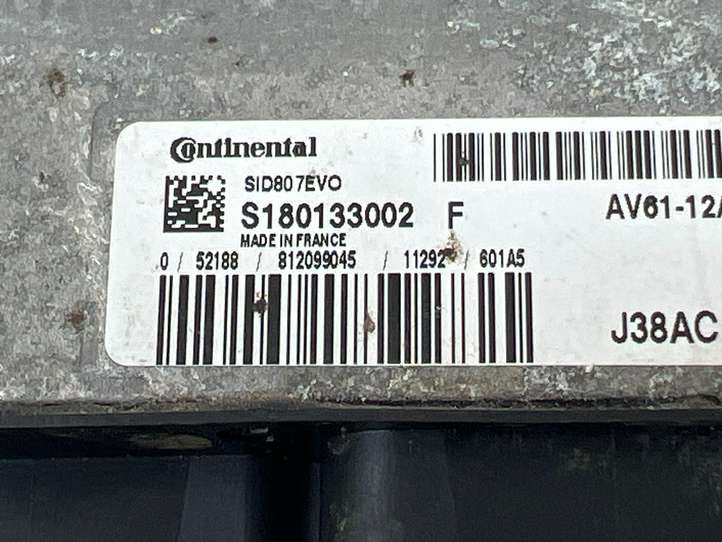 Continental
SID807EVO
S180133002 F
MADE IN FRANCE
0 / 52188 / 812099045 / 11292 / 601A5
AV61-12A
J38AC